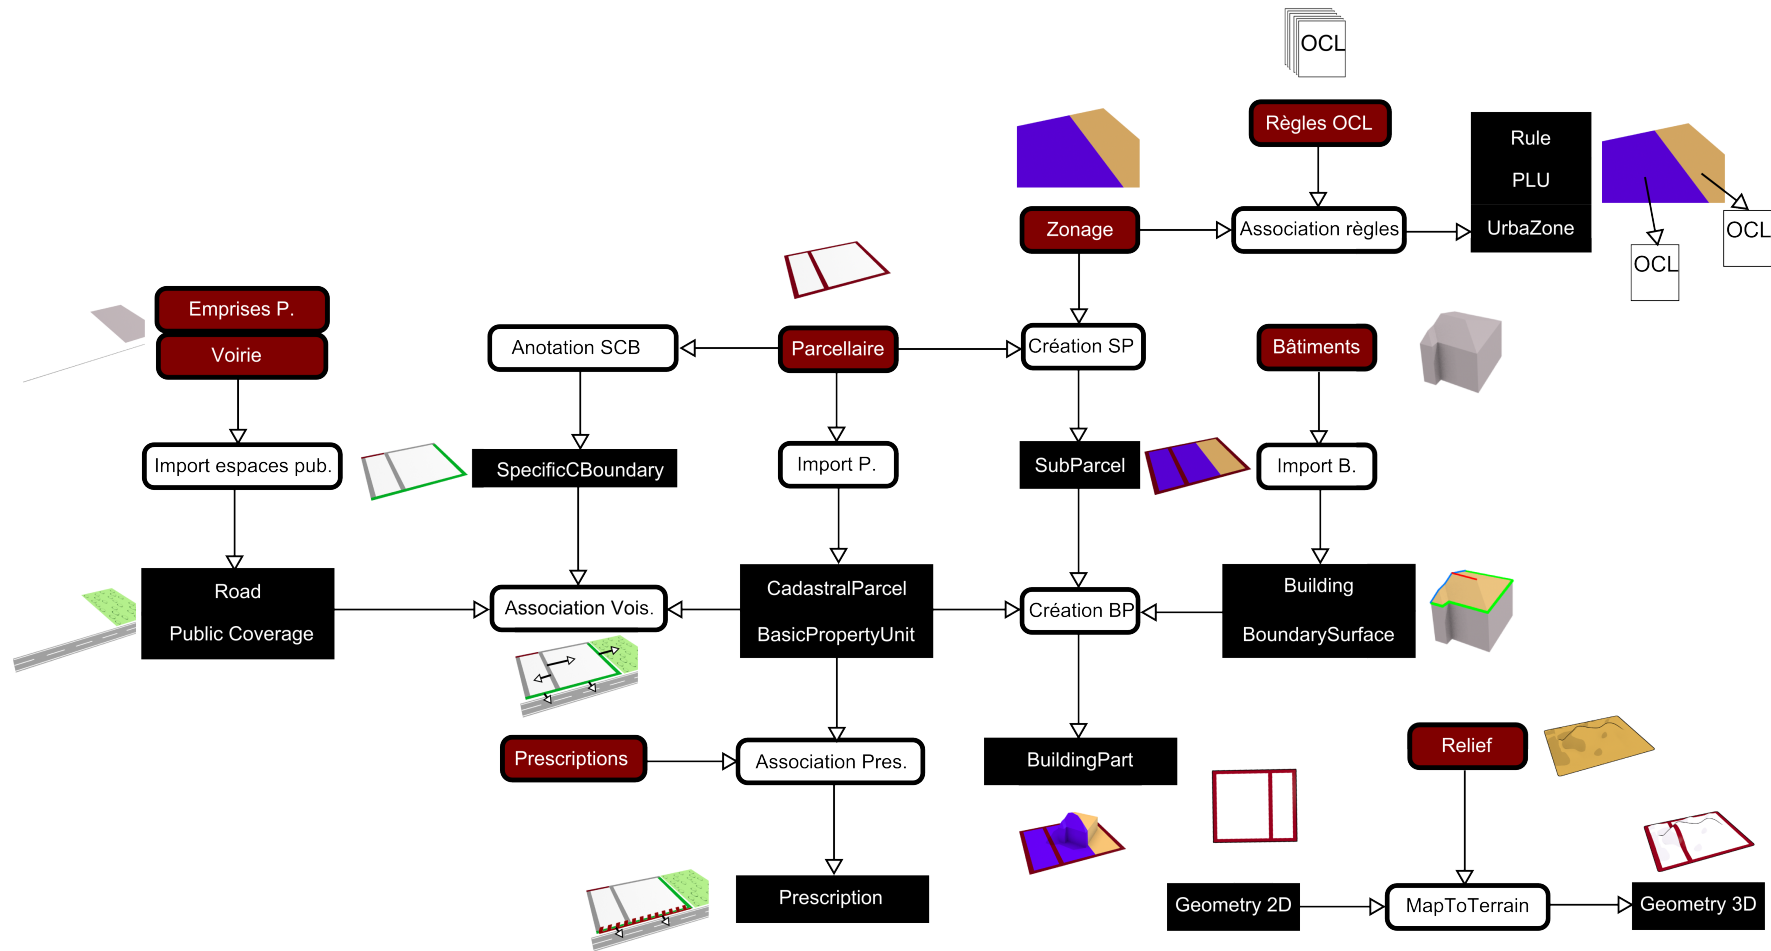 OCL
Règles OCL
Rule
PLU
UrbaZone
Zonage
Association règles
OCL
OCL
Emprises P.
Voirie
Anotation SCB
Parcellaire
Création SP
Bâtiments
Import espaces pub.
SpecificCBoundary
Import P.
SubParcel
Import B.
Road
Public Coverage
Association Vois.
CadastralParcel
BasicPropertyUnit
Création BP
Building
BoundarySurface
Prescriptions
Association Pres.
BuildingPart
Relief
Prescription
Geometry 2D
MapToTerrain
Geometry 3D